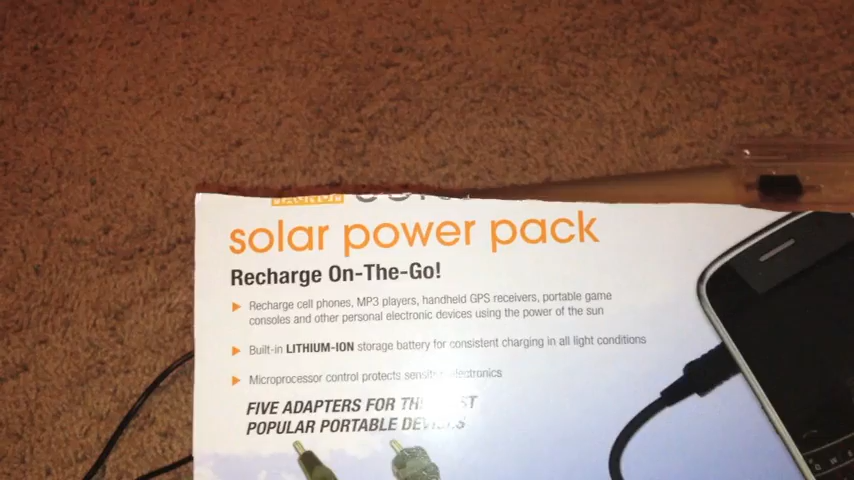 solar power pack
Recharge On-The-Go!
Recharge cell phones, MP3 players, handheld GPS receivers, portable game
consoles and other personal electronic devices using the power of the sun
Built-in LITHIUM-ION storage battery for consistent charging in all light conditions
Microprocessor control protects sensitive electronics
FIVE ADAPTERS FOR
POPULAR PORTABLE